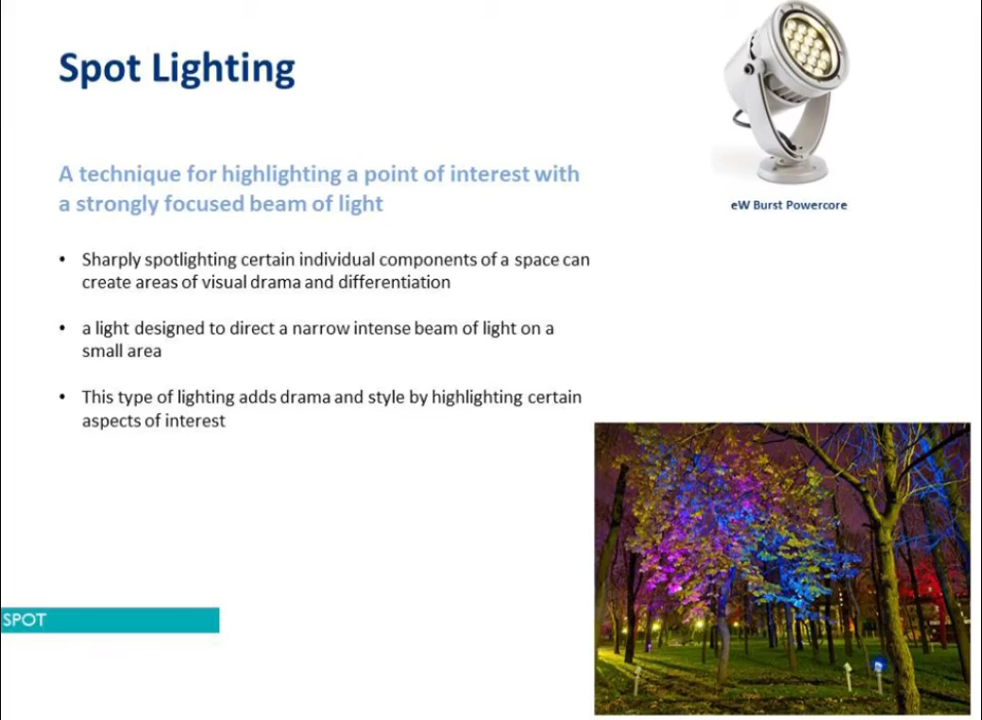 Spot Lighting
A technique for highlighting a point of interest with
a strongly focused beam of light
• Sharply spotlighting certain individual components of a space can
create areas of visual drama and differentiation
• a light designed to direct a narrow intense beam of light on a
small area
• This type of lighting adds drama and style by highlighting certain
aspects of interest
eW Burst Powercore
SPOT